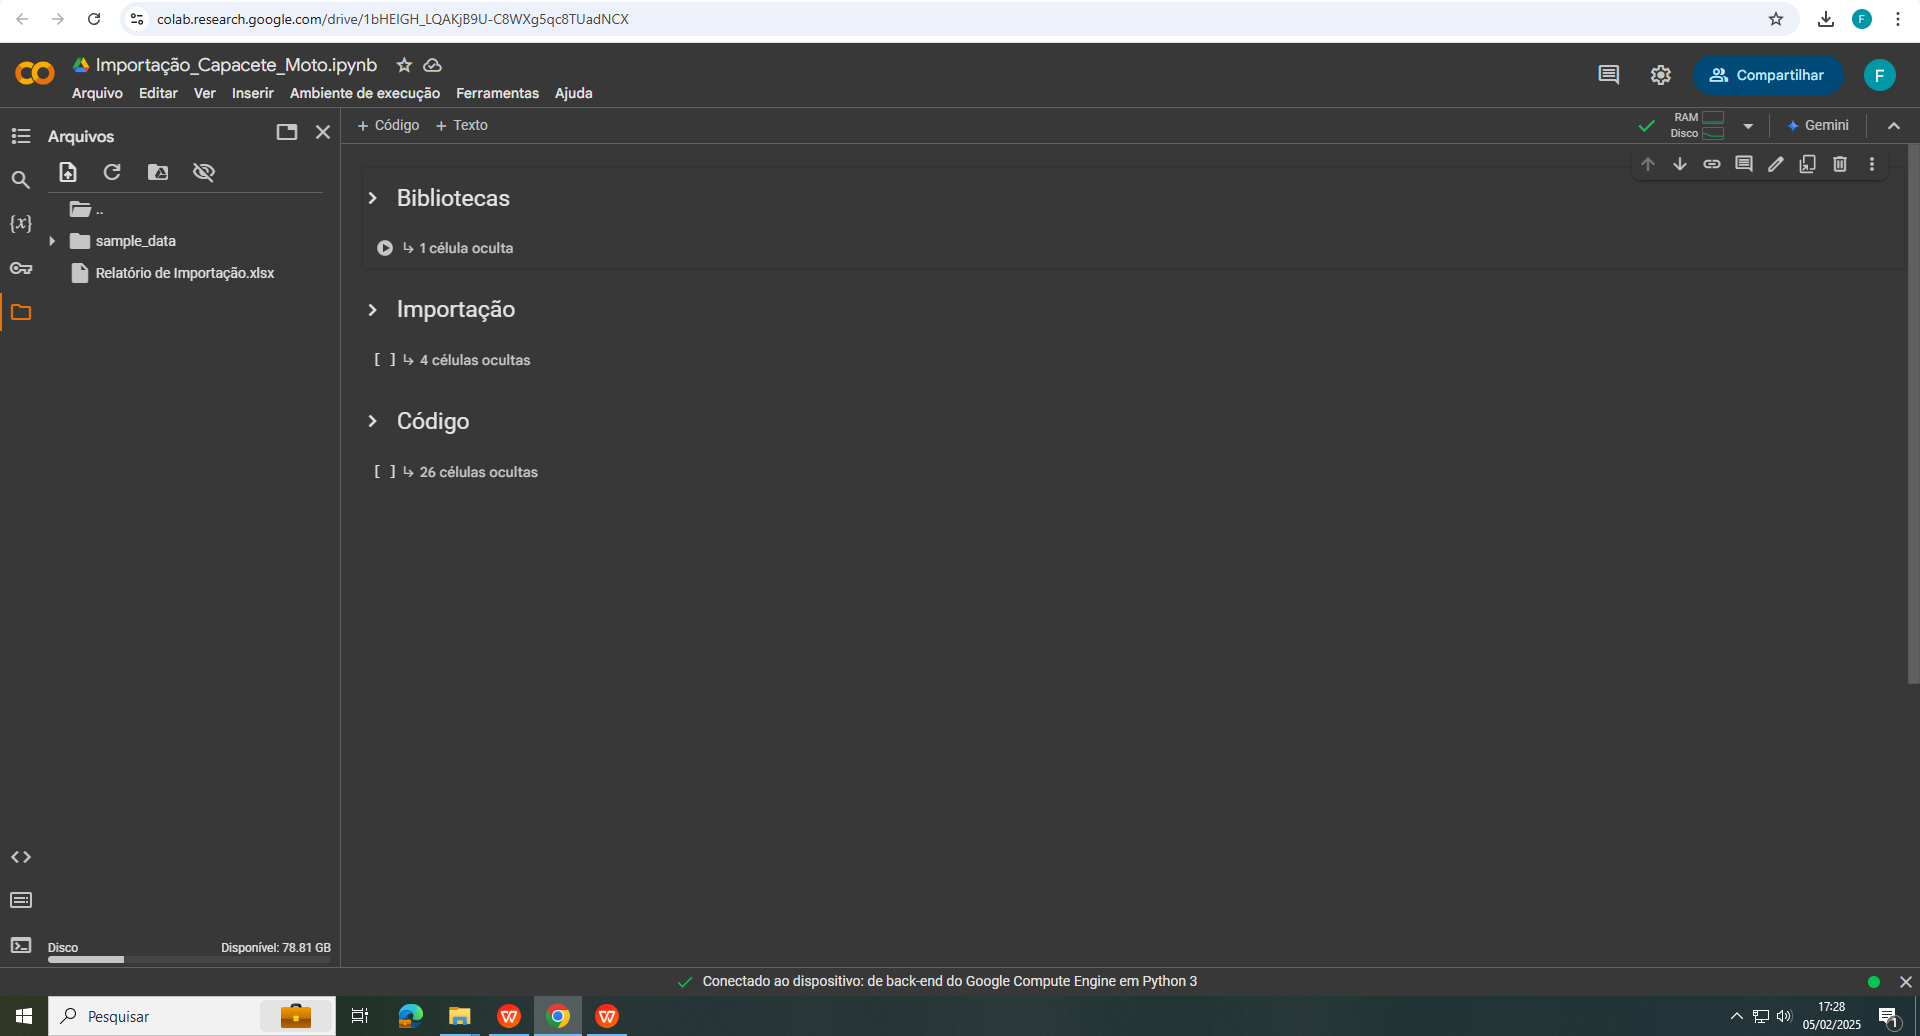 colab.research.google.com/drive/1bHEIGH_LQAKjB9U-C8WXg5qc8TUadNCX
F
Importação_Capacete_Moto.ipynb
Arquivo Editar Ver Inserir Ambiente de execução Ferramentas Ajuda
Compartilhar
F
Arquivos
+ Código + Texto
RAM
Disco
Gemini
..
sample_data
Relatório de Importação.xlsx
{x}
Bibliotecas
↳ 1 célula oculta
Importação
[ ] ↳ 4 células ocultas
Código
[ ] ↳ 26 células ocultas
Disco Disponível: 78.81 GB
Conectado ao dispositivo: de back-end do Google Compute Engine em Python 3
Pesquisar
17:28
05/02/2025
1